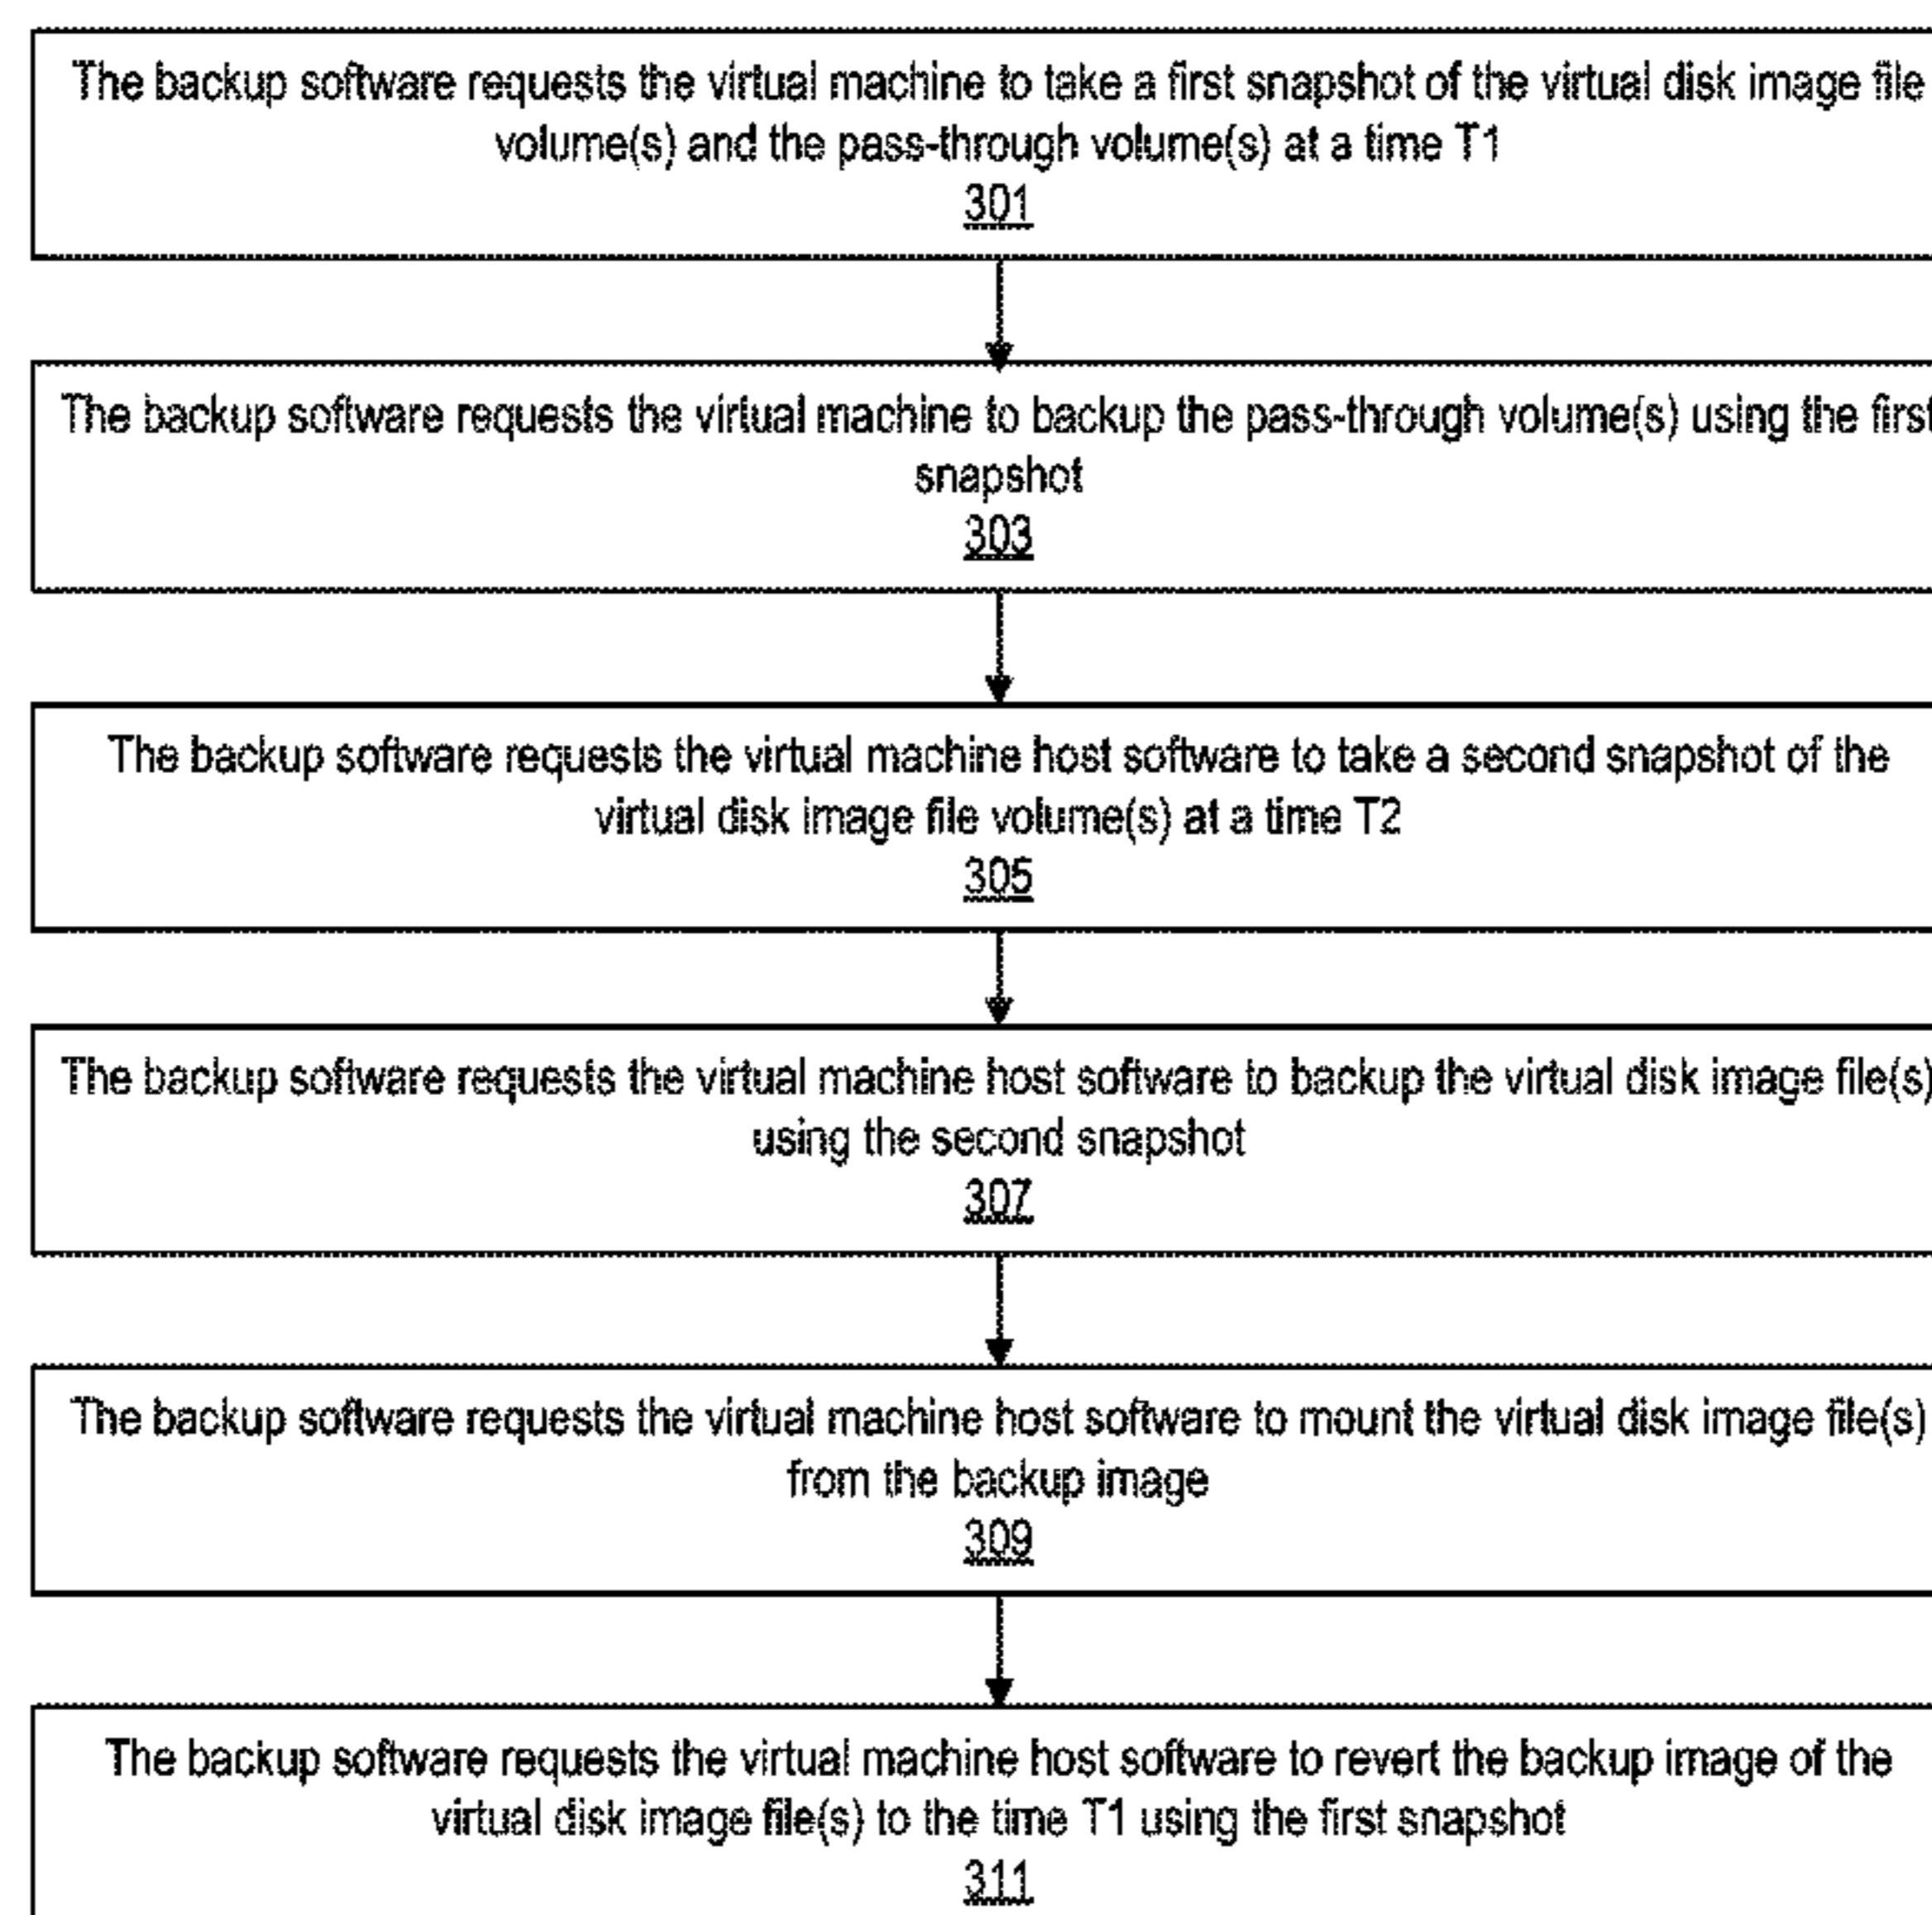 The backup software requests the virtual machine to take a first snapshot of the virtual disk image file
volume(s) and the pass-through volume(s) at a time T1
301
The backup software requests the virtual machine to backup the pass-through volume(s) using the first
snapshot
303
The backup software requests the virtual machine host software to take a second snapshot of the
virtual disk image file volume(s) at a time T2
305
The backup software requests the virtual machine host software to backup the virtual disk image file(s)
using the second snapshot
307
The backup software requests the virtual machine host software to mount the virtual disk image file(s)
from the backup image
309
The backup software requests the virtual machine host software to revert the backup image of the
virtual disk image file(s) to the time T1 using the first snapshot
311